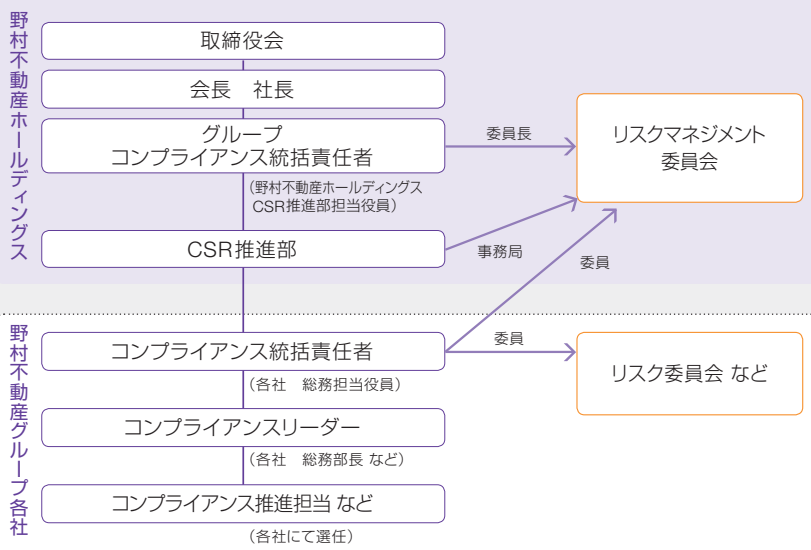 野村不動産ホールディングス
取締役会
会長　社長
グループ
コンプライアンス統括責任者
（野村不動産ホールディングス
CSR推進部担当役員）
CSR推進部
委員長
事務局
委員
リスクマネジメント
委員会
野村不動産グループ各社
コンプライアンス統括責任者
（各社　総務担当役員）
委員
リスク委員会 など
コンプライアンスリーダー
（各社　総務部長 など）
コンプライアンス推進担当 など
（各社にて選任）